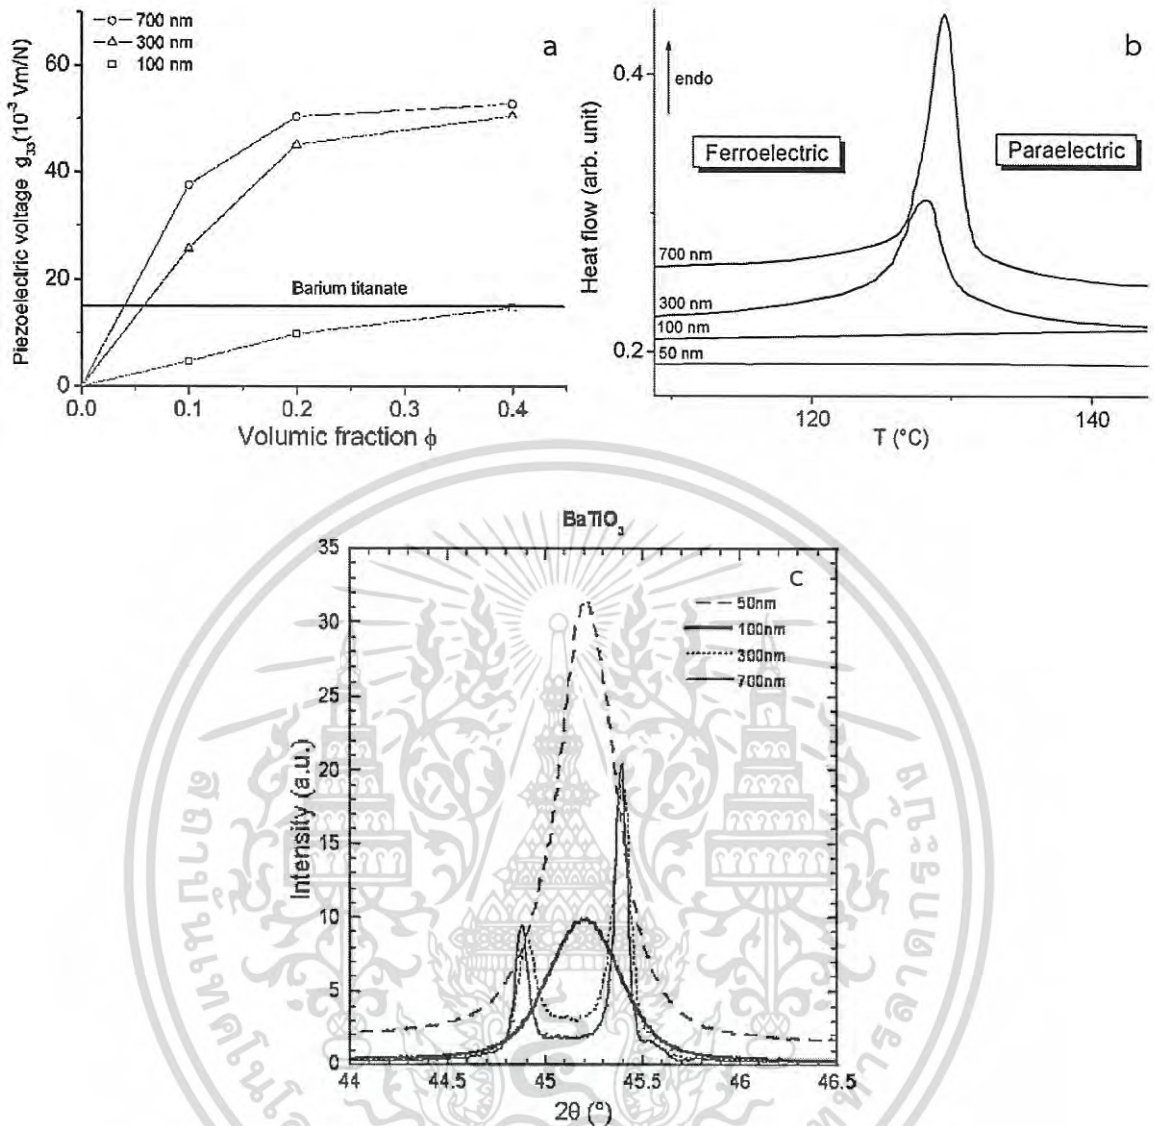 700 nm
300 nm
100 nm
a
Piezoelectric voltage g₃₃(10⁻³ Vm/N)
60
40
20
0
Barium titanate
0.0 0.1 0.2 0.3 0.4
Volumic fraction ϕ
b
endo
Ferroelectric
Paraelectric
Heat flow (arb. unit)
0.4
0.2
700 nm
300 nm
100 nm
50 nm
120 140
T (°C)
BaTiO₃
c
50nm
100nm
300nm
700nm
Intensity (a.u.)
35
30
25
20
15
10
5
0
44 44.5 45 45.5 46 46.5
2θ (°)